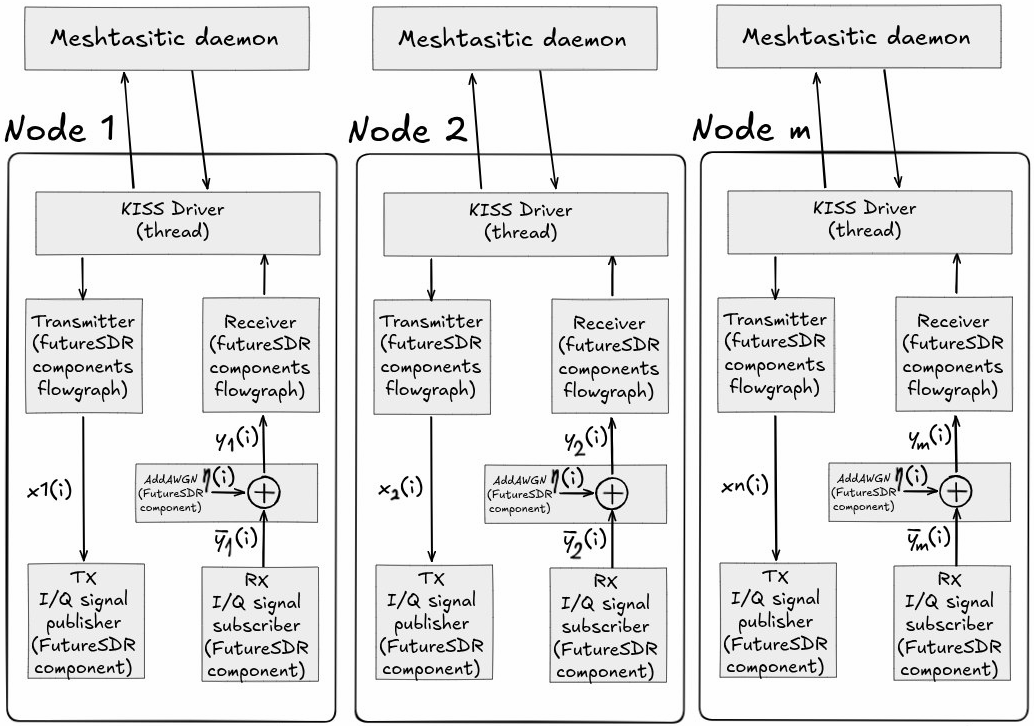 Meshtasitic daemon
Meshtasitic daemon
Meshtasitic daemon
Node 1
Node 2
Node m
KISS Driver
(thread)
KISS Driver
(thread)
KISS Driver
(thread)
Transmitter
(futureSDR
components
flowgraph)
Receiver
(futureSDR
components
flowgraph)
Transmitter
(futureSDR
components
flowgraph)
Receiver
(futureSDR
components
flowgraph)
Transmitter
(futureSDR
components
flowgraph)
Receiver
(futureSDR
components
flowgraph)
x1(i)
y1(i)
AddAWGN
(FutureSDR
component)
η(i)
+
ȳ1(i)
x2(i)
y2(i)
AddAWGN
(FutureSDR
component)
η(i)
+
ȳ2(i)
xn(i)
ym(i)
AddAWGN
(FutureSDR
component)
η(i)
+
ȳm(i)
TX
I/Q signal
publisher
(FutureSDR
component)
RX
I/Q signal
subscriber
(FutureSDR
component)
TX
I/Q signal
publisher
(FutureSDR
component)
RX
I/Q signal
subscriber
(FutureSDR
component)
TX
I/Q signal
publisher
(FutureSDR
component)
RX
I/Q signal
subscriber
(FutureSDR
component)